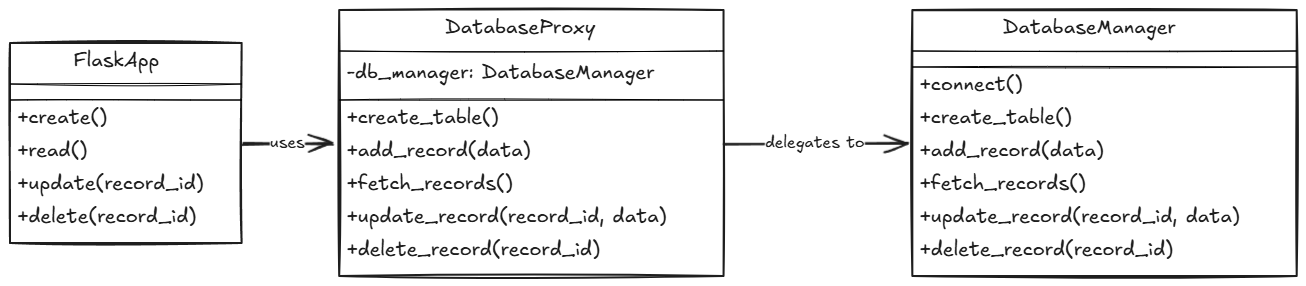 FlaskApp
+create()
+read()
+update(record_id)
+delete(record_id)
uses
DatabaseProxy
-db_manager: DatabaseManager
+create_table()
+add_record(data)
+fetch_records()
+update_record(record_id, data)
+delete_record(record_id)
delegates to
DatabaseManager
+connect()
+create_table()
+add_record(data)
+fetch_records()
+update_record(record_id, data)
+delete_record(record_id)